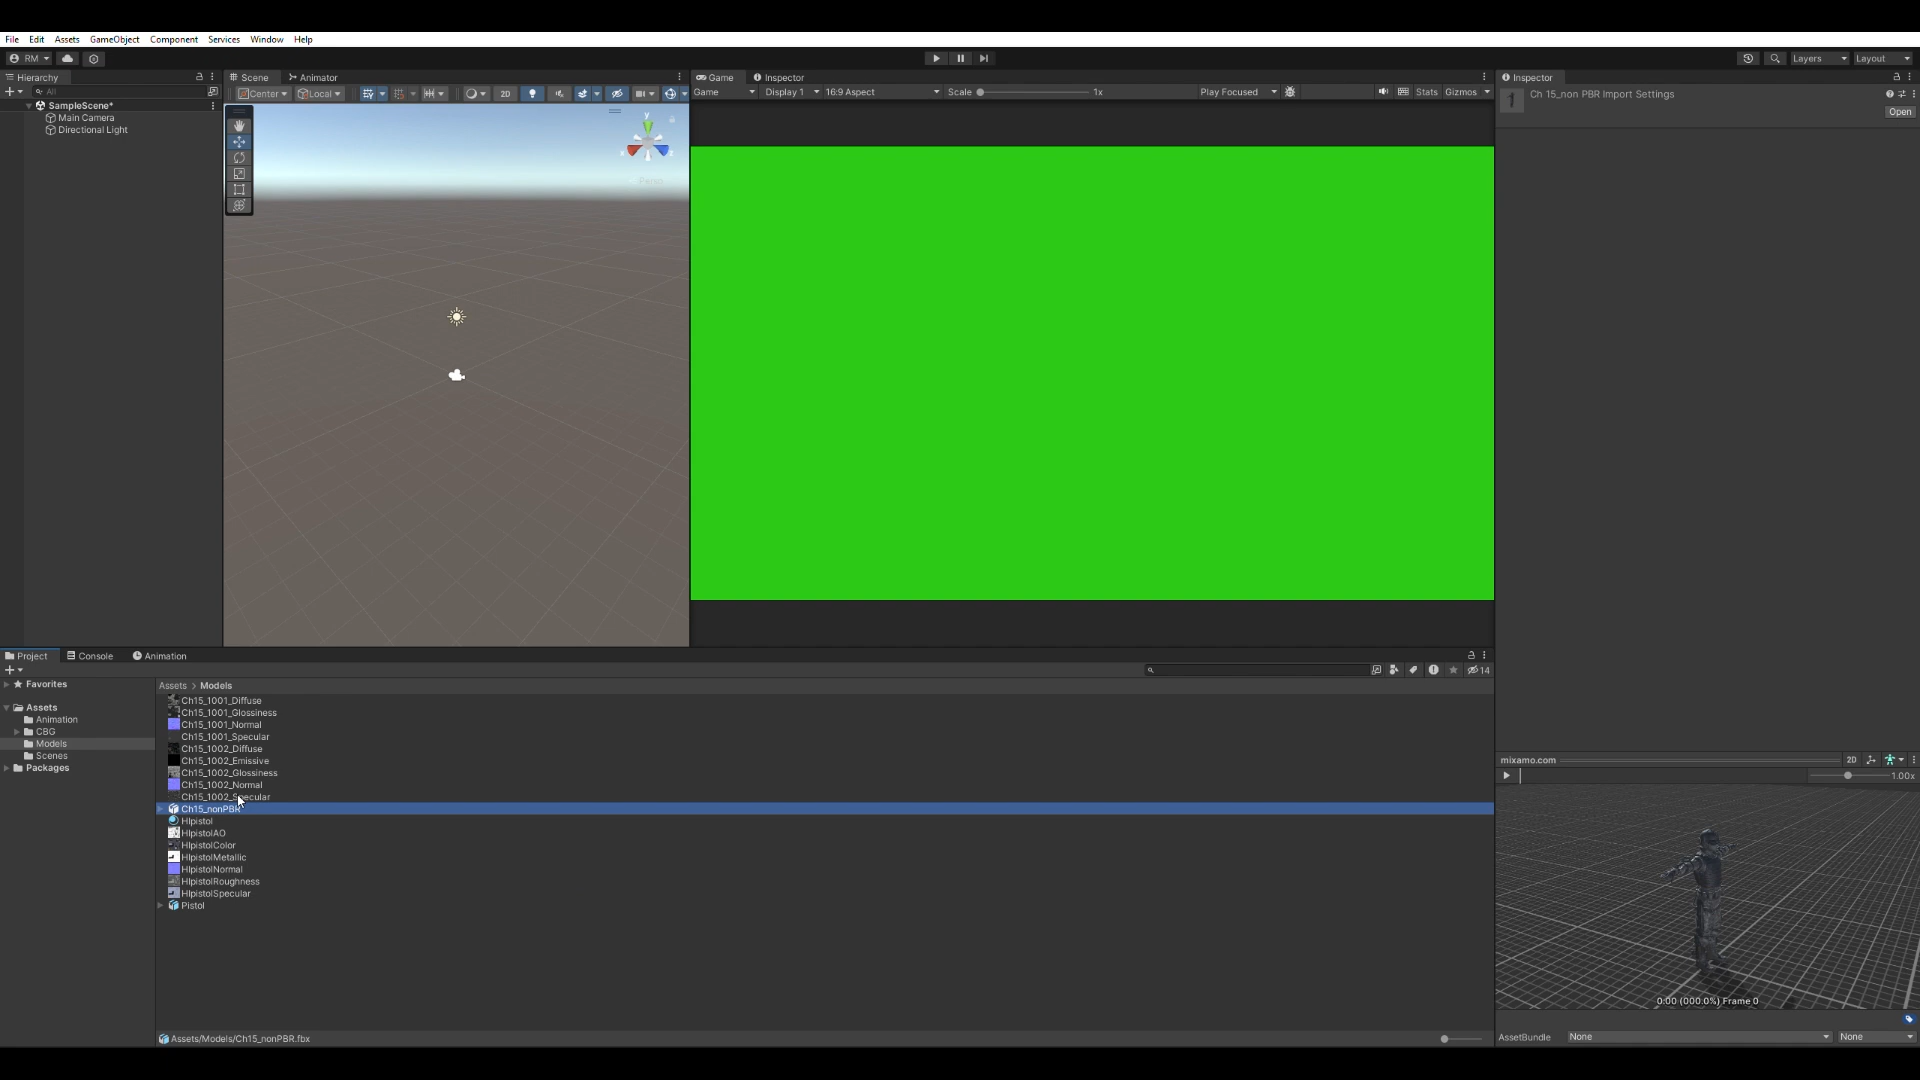 File Edit Assets GameObject Component Services Window Help
RM Layers Layout
Hierarchy Scene Animator Game Inspector Inspector
All Center Local 2D Game Display 1 16:9 Aspect Scale 1x Play Focused Stats Gizmos Ch 15_non PBR Import Settings
Open
SampleScene*
Main Camera
Directional Light
y
x z
Persp
Project Console Animation
14
Favorites
Assets > Models
Assets
Animation
CBG
Models
Scenes
Packages
Ch15_1001_Diffuse
Ch15_1001_Glossiness
Ch15_1001_Normal
Ch15_1001_Specular
Ch15_1002_Diffuse
Ch15_1002_Emissive
Ch15_1002_Glossiness
Ch15_1002_Normal
Ch15_1002_Specular
Ch15_nonPBR
HIpistol
HIpistolAO
HIpistolColor
HIpistolMetallic
HIpistolNormal
HIpistolRoughness
HIpistolSpecular
Pistol
Assets/Models/Ch15_nonPBR.fbx
mixamo.com 2D
1.00x
0:00 (000.0%) Frame 0
AssetBundle None None